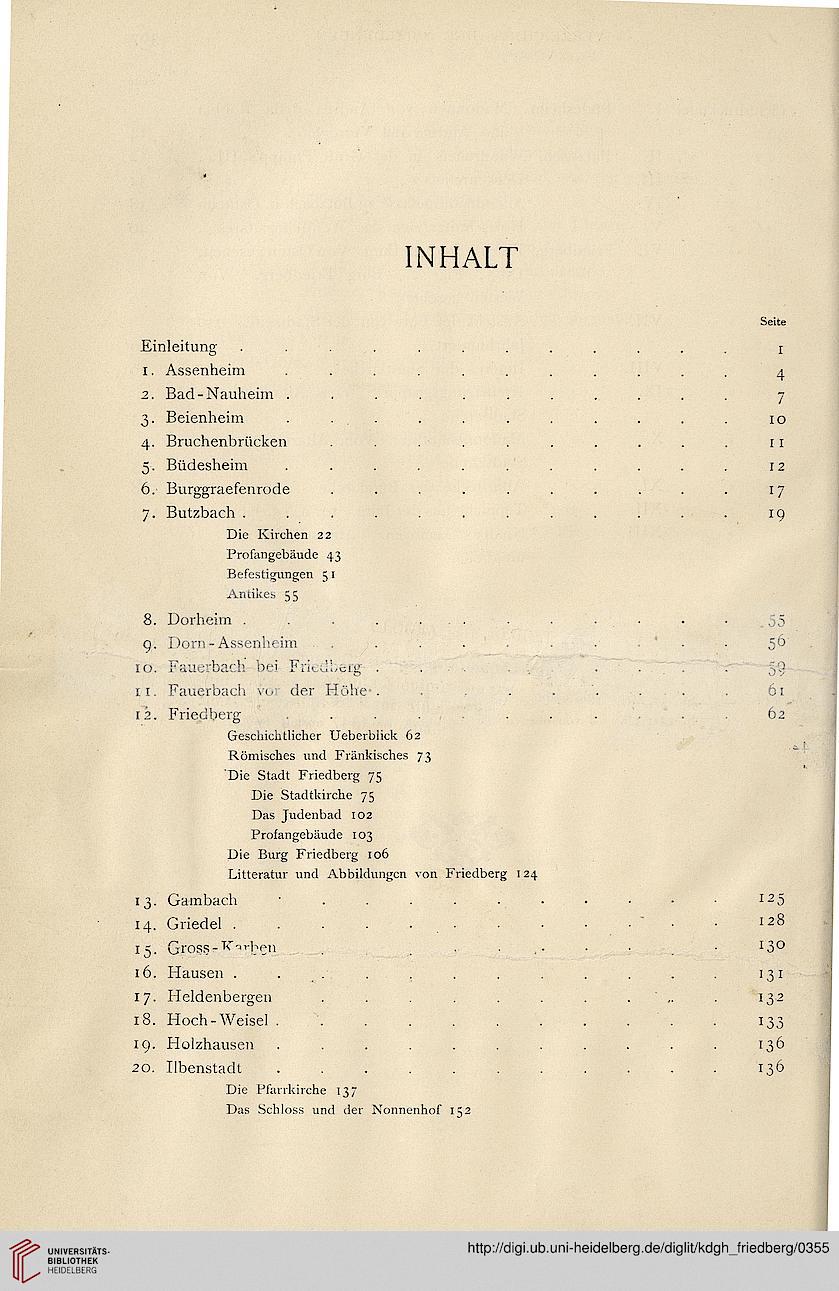 INHALT
Seite
Einleitung . . . . . . . . . . . . 1
1. Assenheim . . . . . . . . . . . 4
2. Bad-Nauheim . . . . . . . . . . . 7
3. Beienheim . . . . . . . . . . . 10
4. Bruchenbrücken . . . . . . . . . . 11
5. Büdesheim . . . . . . . . . . . 12
6. Burggraefenrode . . . . . . . . . . 17
7. Butzbach . . . . . . . . . . . . 19
Die Kirchen 22
Profangebäude 43
Befestigungen 51
Antikes 55
8. Dorheim . . . . . . . . . . . . 55
9. Dorn-Assenheim . . . . . . . . . . 56
10. Fauerbach bei Friedberg . . . . . . . . . 59
11. Fauerbach vor der Höhe . . . . . . . . . 61
12. Friedberg . . . . . . . . . . . 62
Geschichtlicher Ueberblick 62
Römisches und Fränkisches 73
Die Stadt Friedberg 75
Die Stadtkirche 75
Das Judenbad 102
Profangebäude 103
Die Burg Friedberg 106
Litteratur und Abbildungen von Friedberg 124
13. Gambach . . . . . . . . . . . 125
14. Griedel . . . . . . . . . . . . 128
15. Gross-Karben . . . . . . . . . . 130
16. Hausen . . . . . . . . . . . . 131
17. Heldenbergen . . . . . . . . . . 132
18. Hoch-Weisel . . . . . . . . . . . 133
19. Holzhausen . . . . . . . . . . . 136
20. Ilbenstadt . . . . . . . . . . . 136
Die Pfarrkirche 137
Das Schloss und der Nonnenhof 152
UNIVERSITÄTS-
BIBLIOTHEK
HEIDELBERG
http://digi.ub.uni-heidelberg.de/diglit/kdgh_friedberg/0355